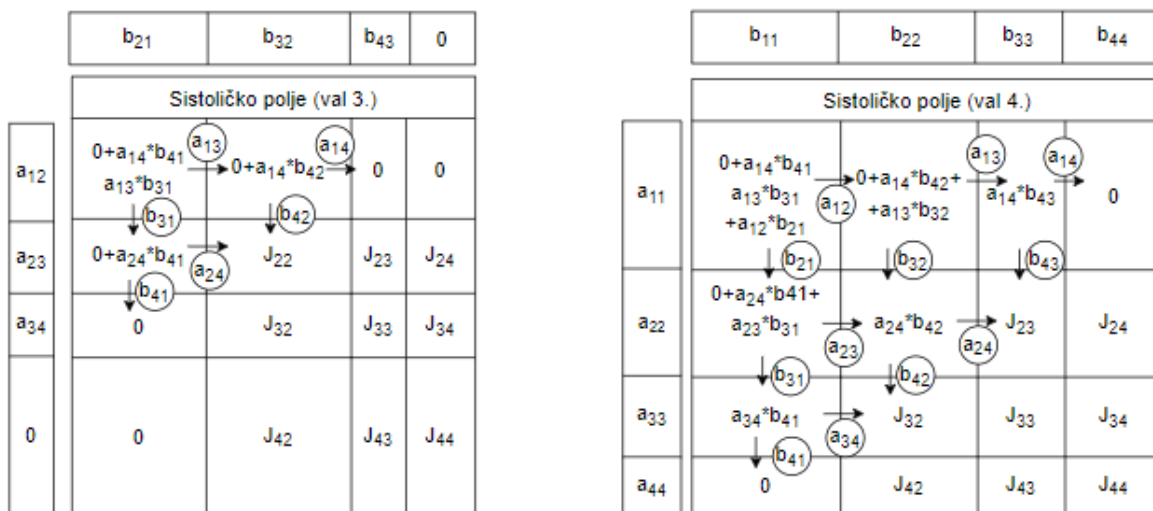 b21 b32 b43 0
Sistoličko polje (val 3.)
a12
0+a14*b41
a13*b31
a13
0+a14*b42
a14
0 0
b31
b42
a23
0+a24*b41
a24
J22 J23 J24
b41
a34
0 J32 J33 J34
0
0 J42 J43 J44
b11 b22 b33 b44
Sistoličko polje (val 4.)
a11
0+a14*b41
a13*b31
+a12*b21
a12
0+a14*b42+
+a13*b32
a13
a14*b43
a14
0
b21
b32
b43
a22
0+a24*b41+
a23*b31
a23
a24*b42
a24
J23 J24
b31
b42
a33
a34*b41
a34
J32 J33 J34
b41
a44
0 J42 J43 J44